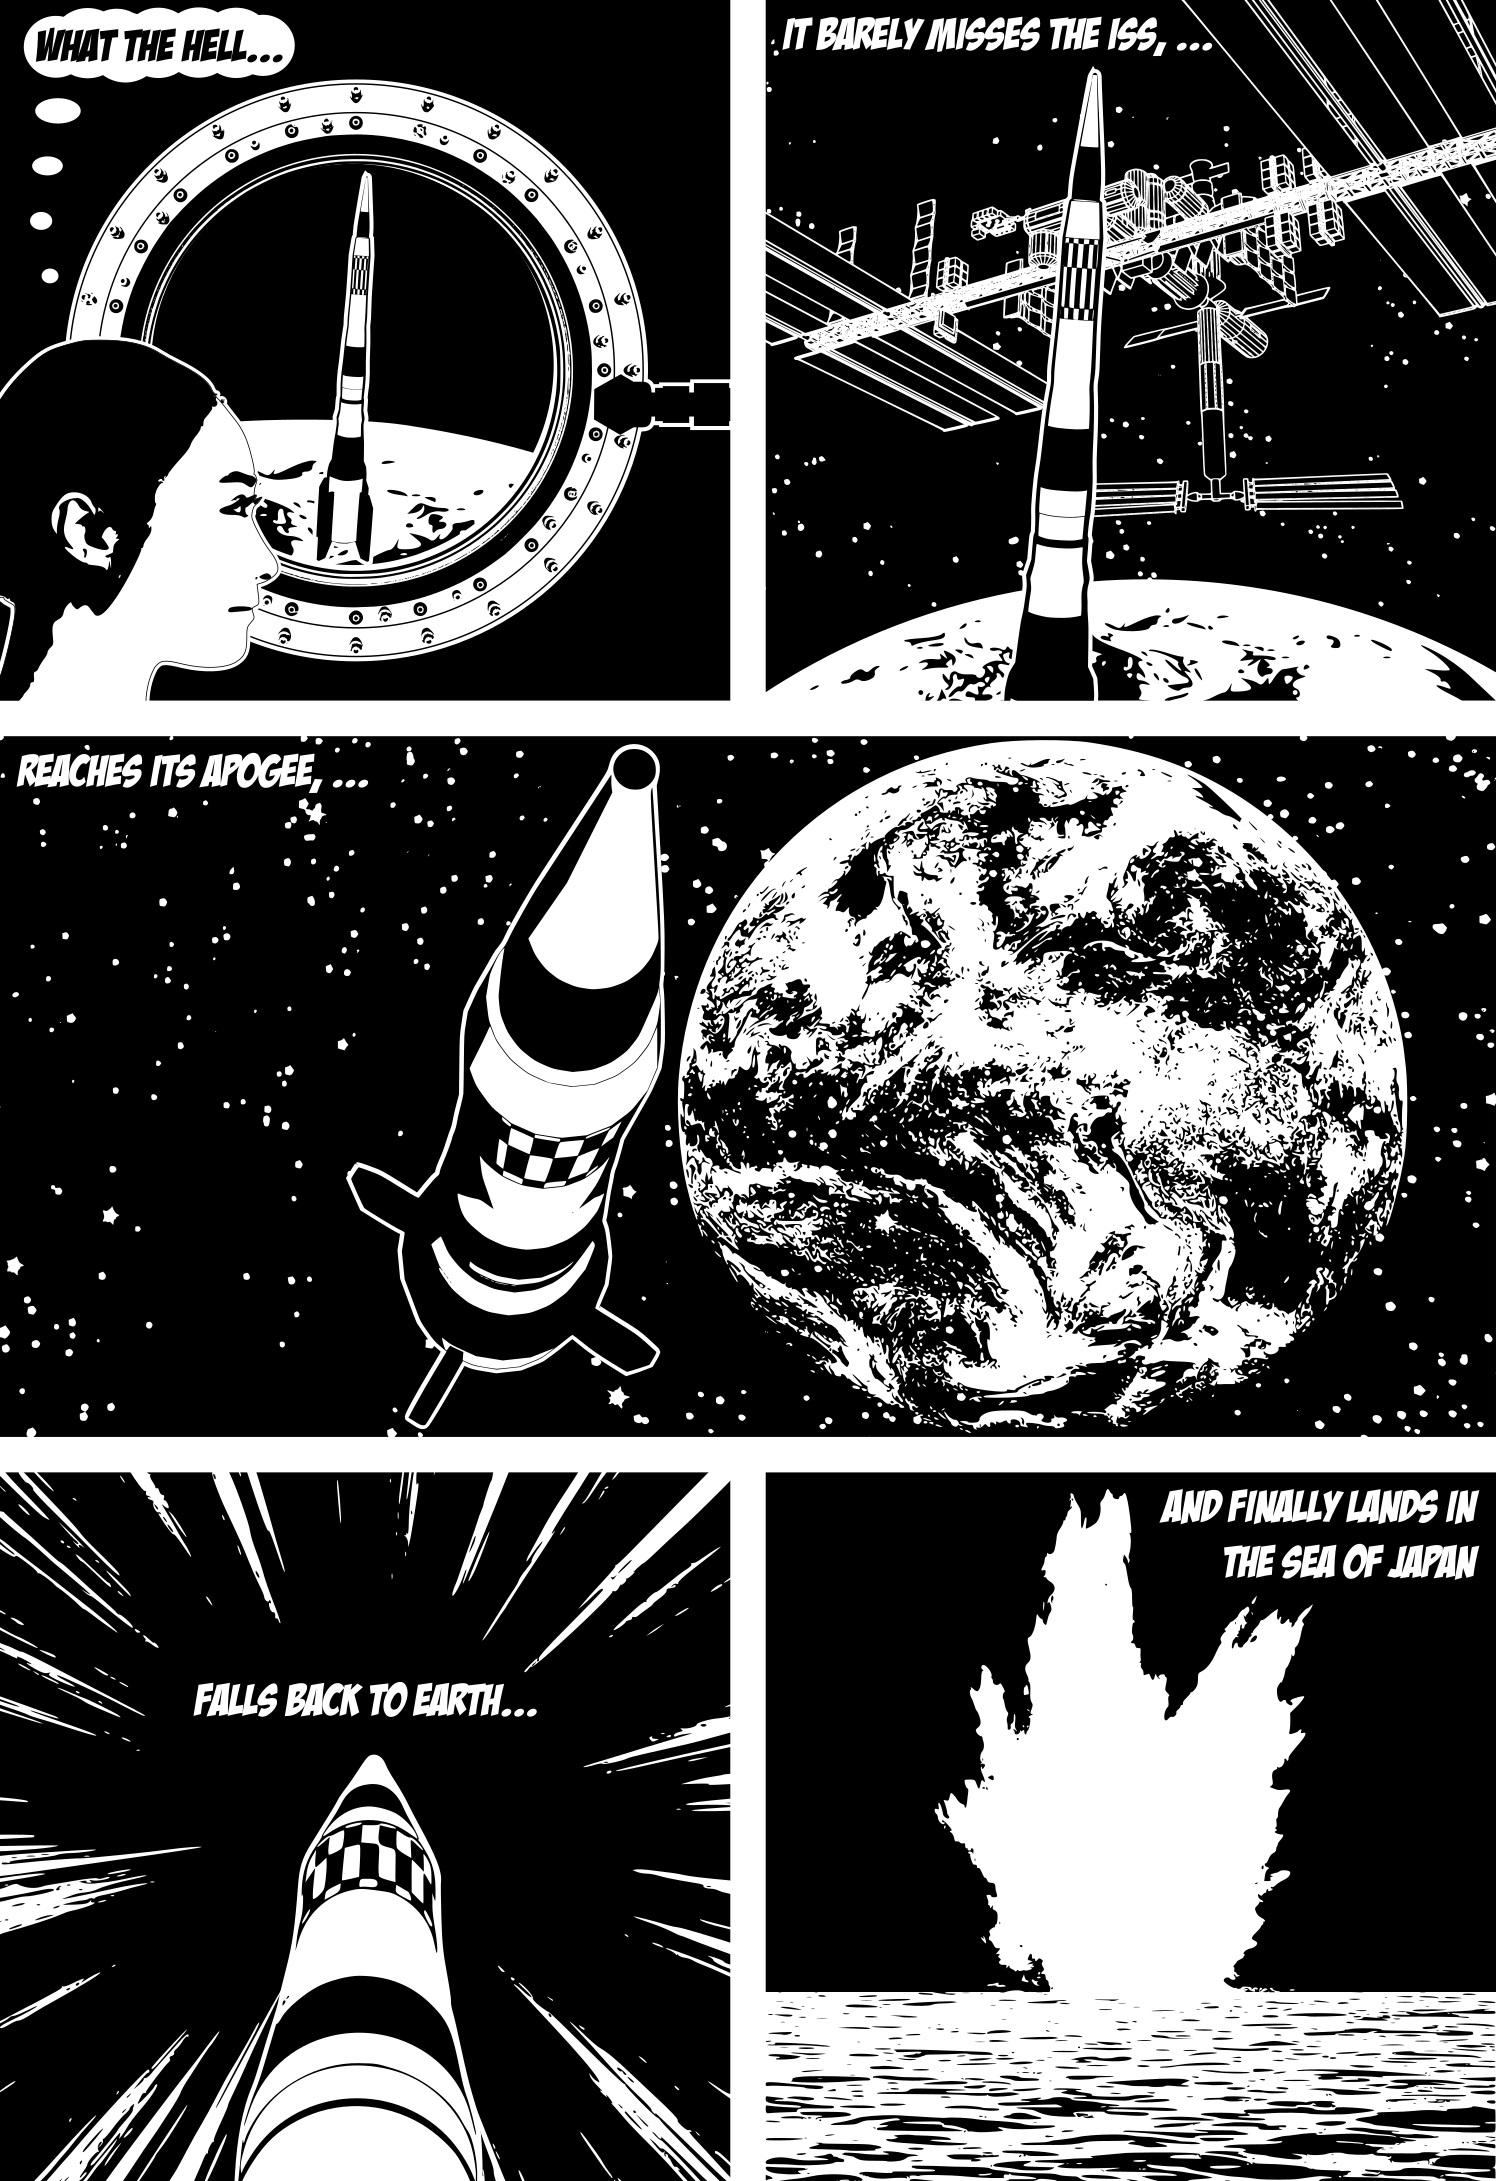 WHAT THE HELL...
IT BARELY MISSES THE ISS, ...
REACHES ITS APOGEE, ...
FALLS BACK TO EARTH...
AND FINALLY LANDS IN
THE SEA OF JAPAN